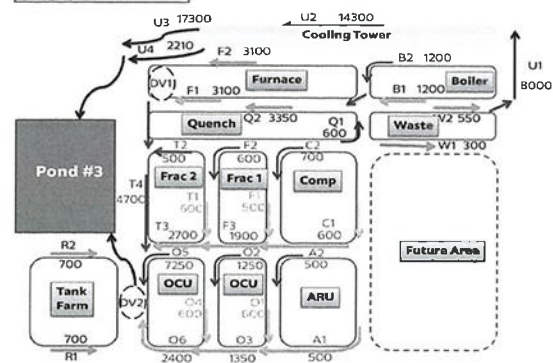 U3 17300
U2 14300
Cooling Tower
U4 2210
F2 3100
B2 1200
U1
8000
DV1
Furnace
Boiler
F1 3100
B1 1200
Quench
Q2 3350
Q1
600
Waste
W2 550
W1 300
T2
500
F2
600
C2
700
Pond #3
T4
4700
Frac 2
Frac 1
Comp
T1
600
F1
500
T3
2700
F3
1900
C1
600
Future Area
R2
700
O5
7250
O2
1250
A2
500
Tank
Farm
DV2
OCU
OCU
ARU
O4
600
O1
600
700
R1
O6
2400
O3
1350
A1
500